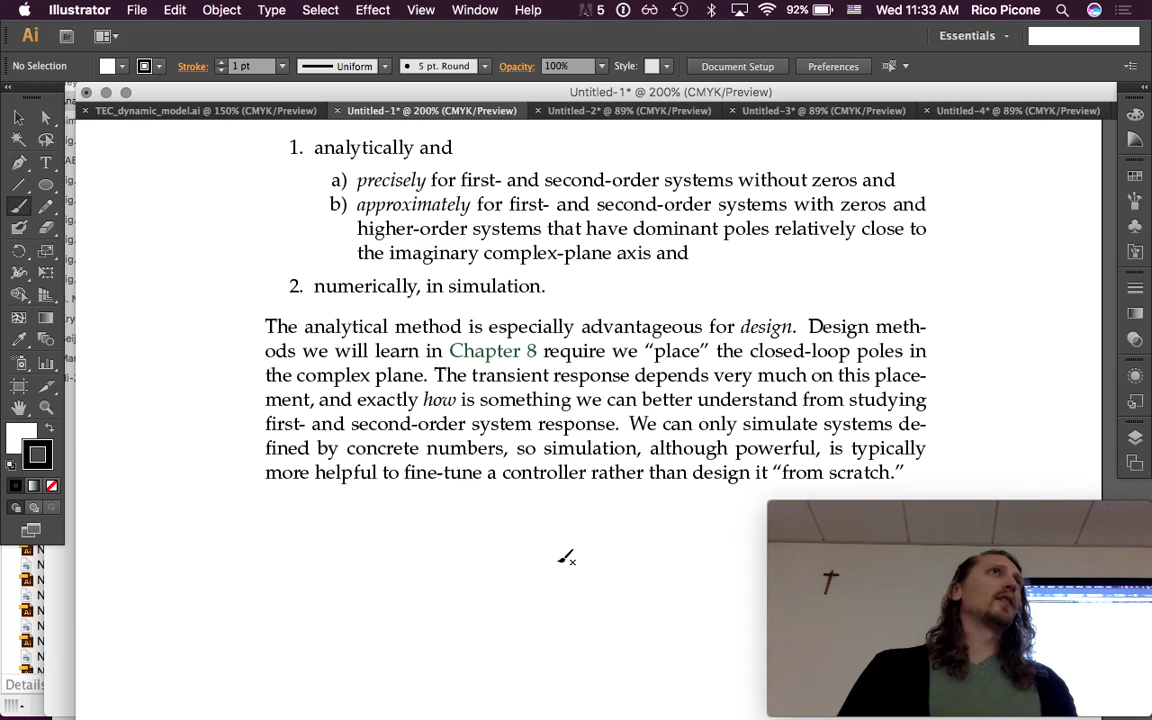 Illustrator File Edit Object Type Select Effect View Window Help 5 92% Wed 11:33 AM Rico Picone
Ai Br Essentials
No Selection Stroke: 1 pt Uniform 5 pt. Round Opacity: 100% Style: Document Setup Preferences
Untitled-1* @ 200% (CMYK/Preview)
TEC_dynamic_model.ai @ 150% (CMYK/Preview) Untitled-1* @ 200% (CMYK/Preview) Untitled-2* @ 89% (CMYK/Preview) Untitled-3* @ 89% (CMYK/Preview) Untitled-4* @ 89% (CMYK/Preview)
1. analytically and
a) precisely for first- and second-order systems without zeros and
b) approximately for first- and second-order systems with zeros and
higher-order systems that have dominant poles relatively close to
the imaginary complex-plane axis and
2. numerically, in simulation.
The analytical method is especially advantageous for design. Design meth-
ods we will learn in Chapter 8 require we “place” the closed-loop poles in
the complex plane. The transient response depends very much on this place-
ment, and exactly how is something we can better understand from studying
first- and second-order system response. We can only simulate systems de-
fined by concrete numbers, so simulation, although powerful, is typically
more helpful to fine-tune a controller rather than design it “from scratch.”
Details